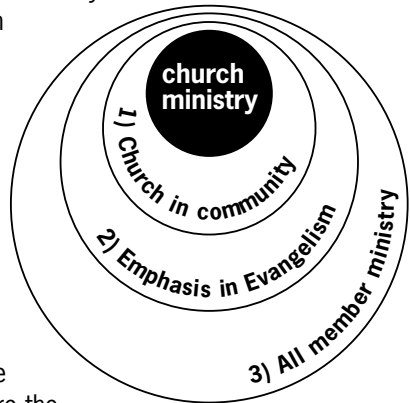 church
ministry
1) Church in community
2) Emphasis in Evangelism
3) All member ministry